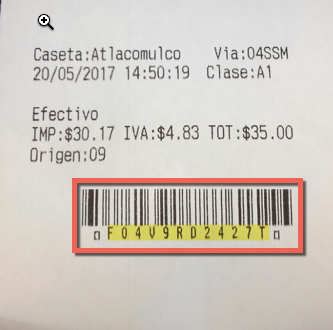 Caseta:Atlacomulco Via:04SSM
20/05/2017 14:50:19 Clase:A1
Efectivo
IMP:$30.17 IVA:$4.83 TOT:$35.00
Origen:09
F04V9RD2427T